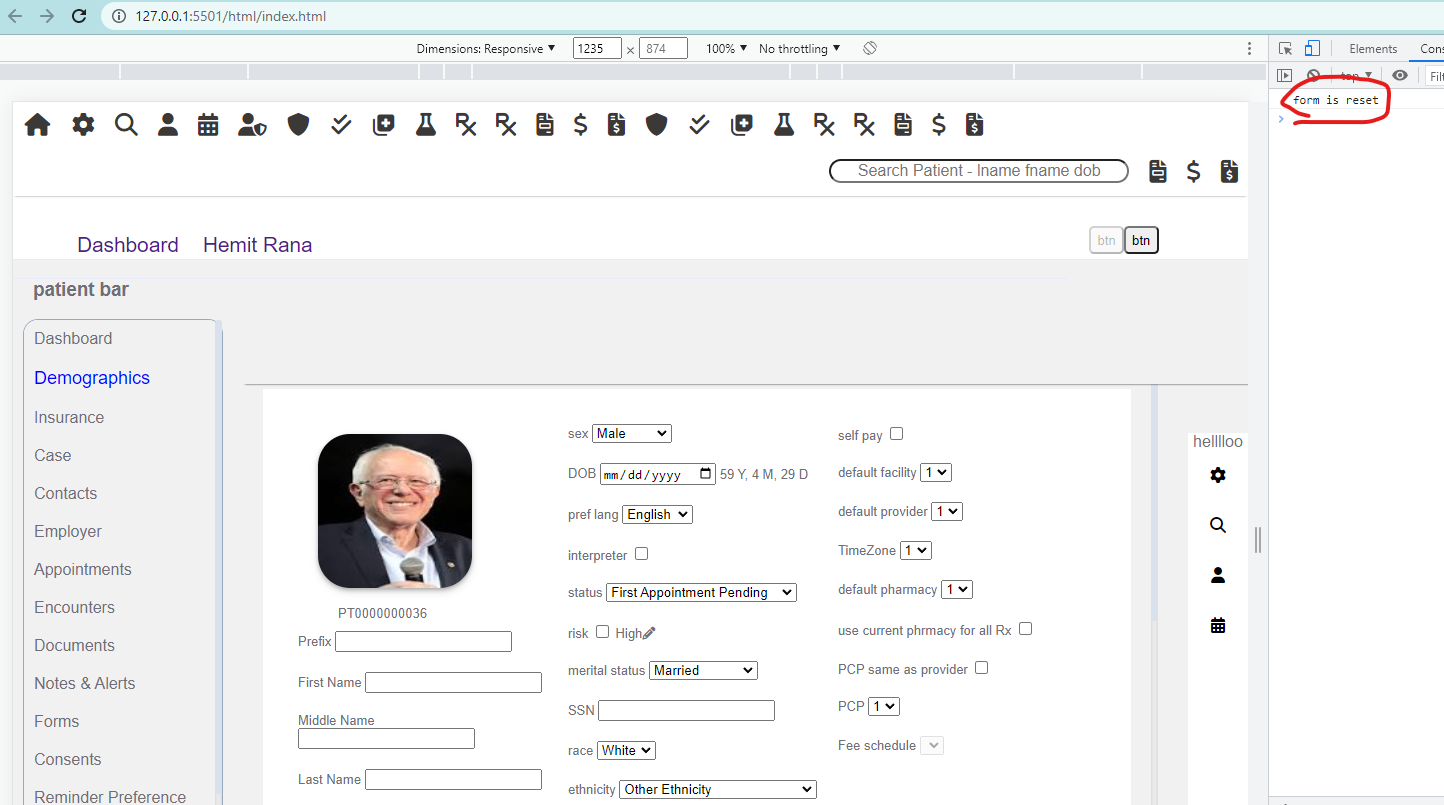 127.0.0.1:5501/html/index.html
Dimensions: Responsive 1235 × 874 100% No throttling
Elements
form is reset
Search Patient - lname fname dob
Dashboard Hemit Rana
btn btn
patient bar
Dashboard
Demographics
Insurance
Case
Contacts
Employer
Appointments
Encounters
Documents
Notes & Alerts
Forms
Consents
Reminder Preference
PT0000000036
Prefix
First Name
Middle Name
Last Name
sex Male
DOB mm/dd/yyyy 59 Y, 4 M, 29 D
pref lang English
interpreter
status First Appointment Pending
risk High
merital status Married
SSN
race White
ethnicity Other Ethnicity
self pay
default facility 1
default provider 1
TimeZone 1
default pharmacy 1
use current phrmacy for all Rx
PCP same as provider
PCP 1
Fee schedule
helllloo